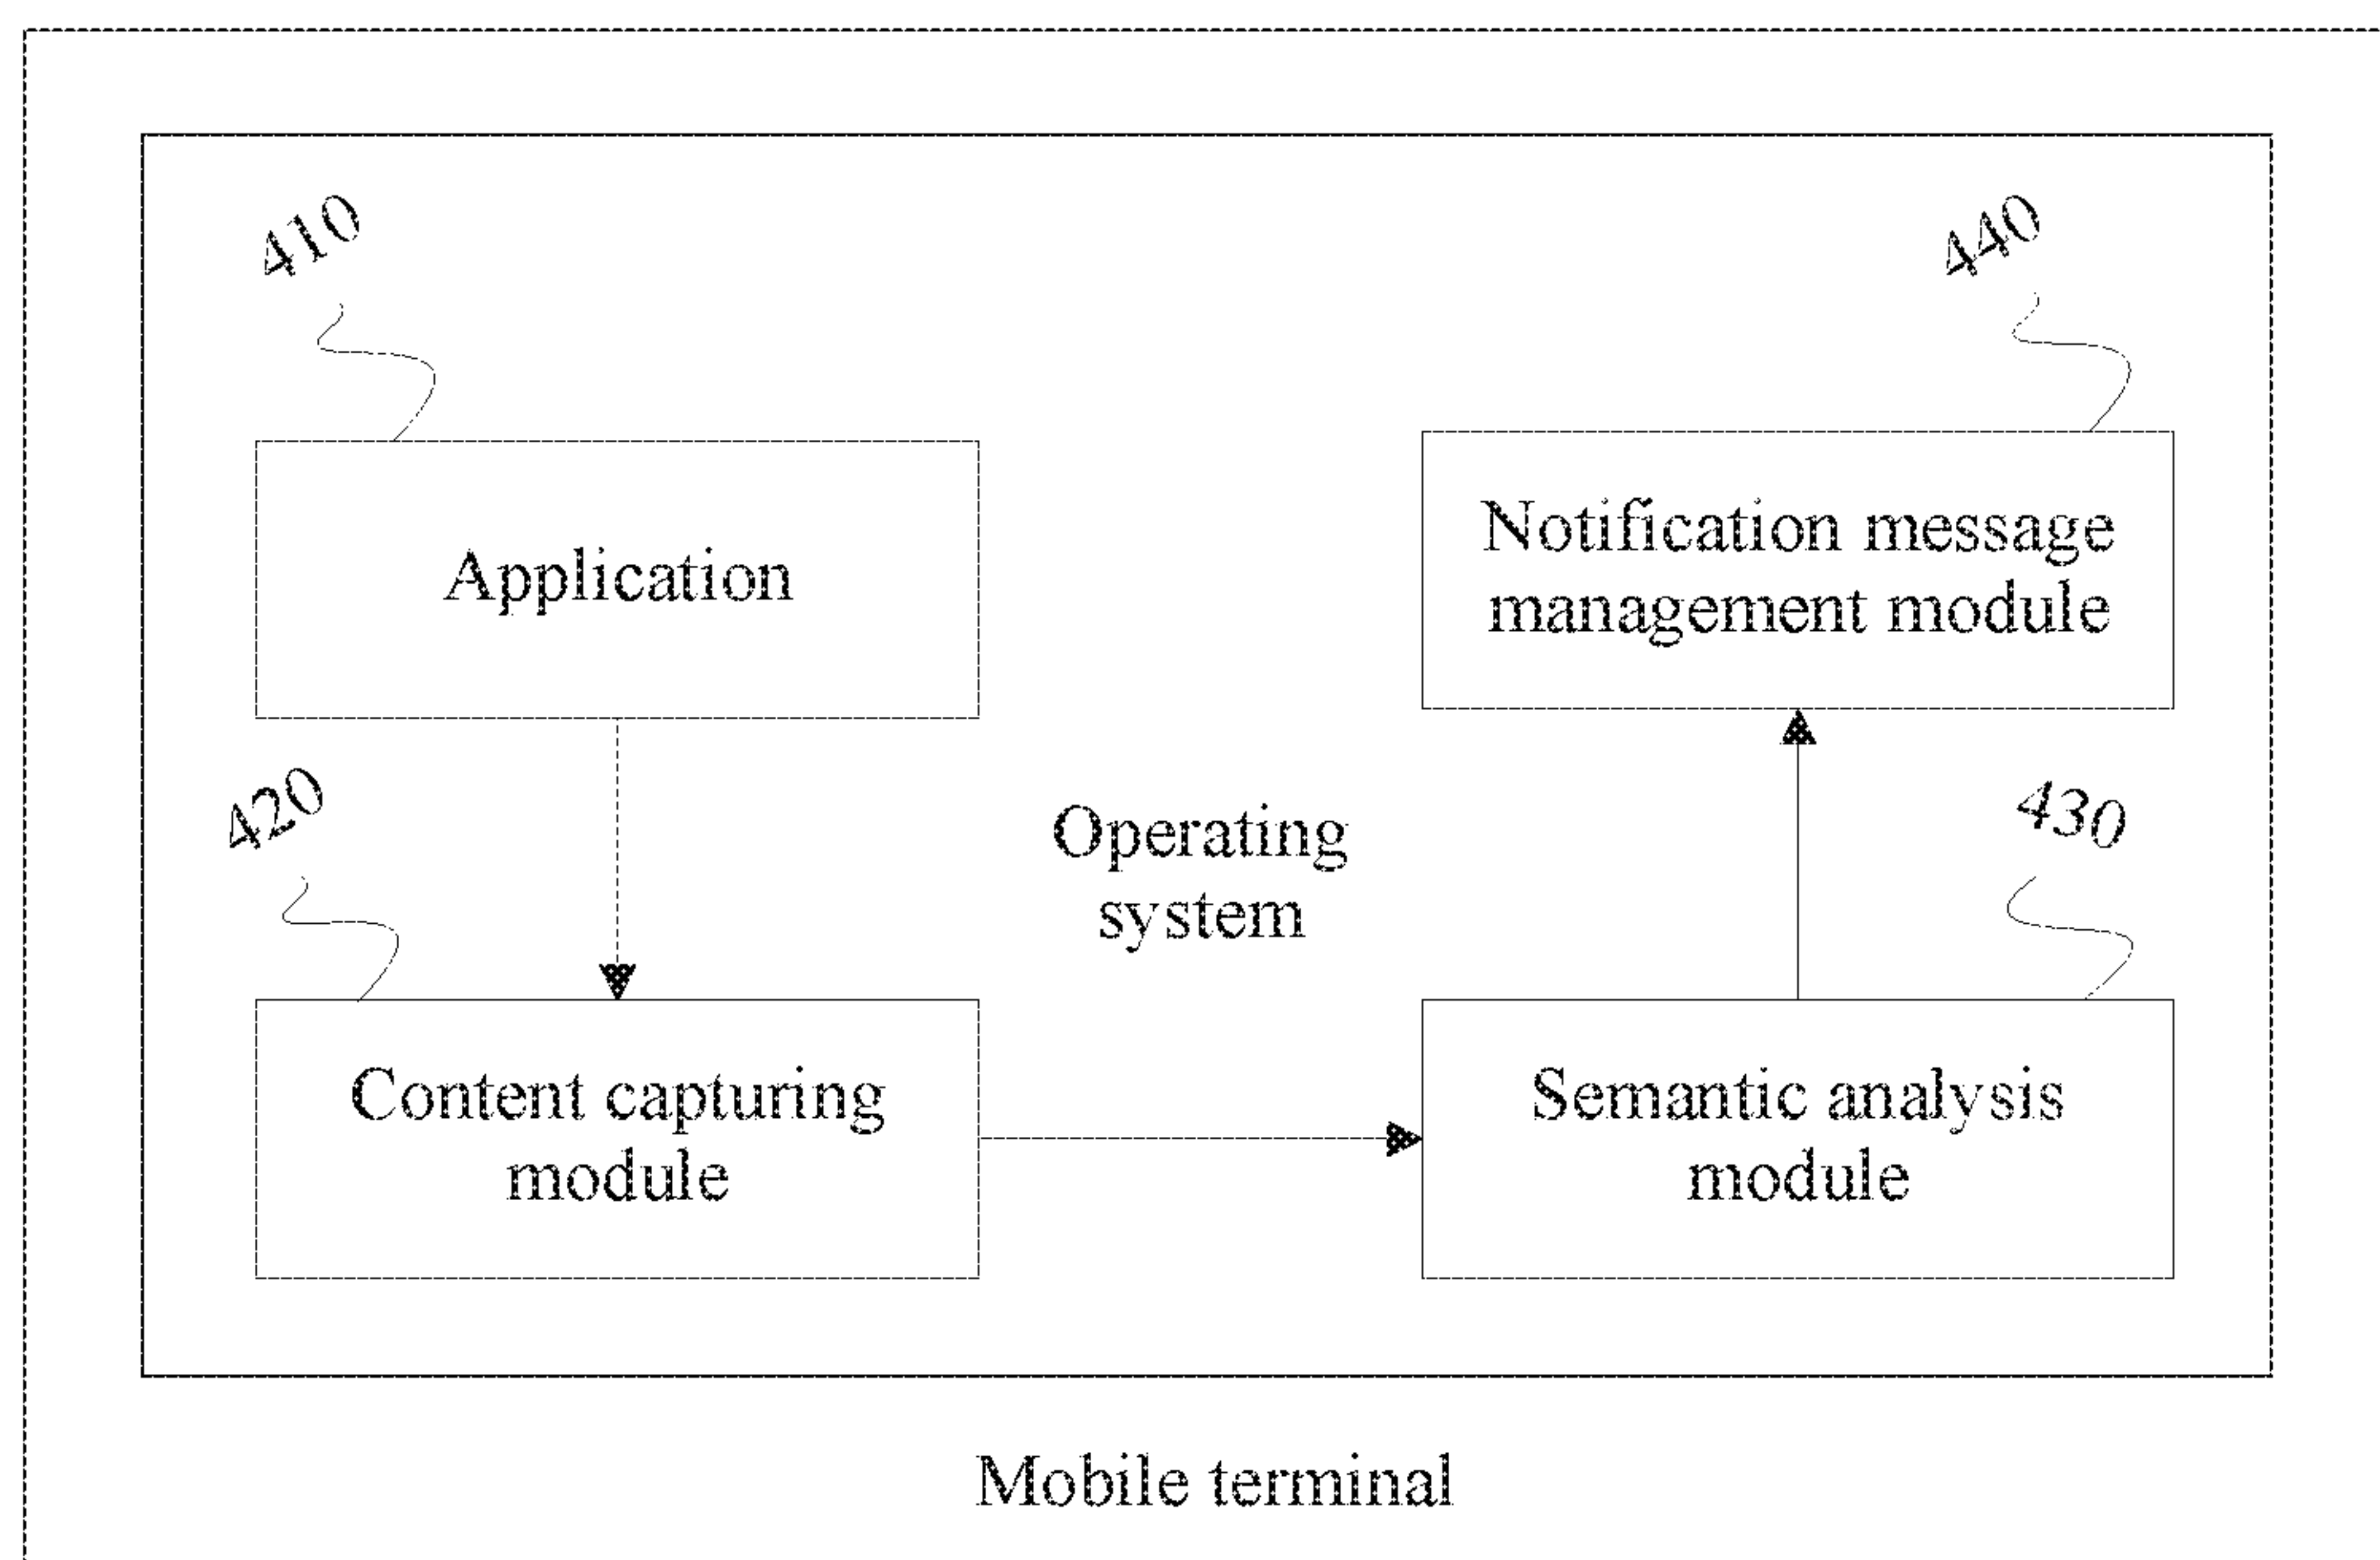 410
440
Application
Notification message
management module
420
Operating
system
430
Content capturing
module
Semantic analysis
module
Mobile terminal